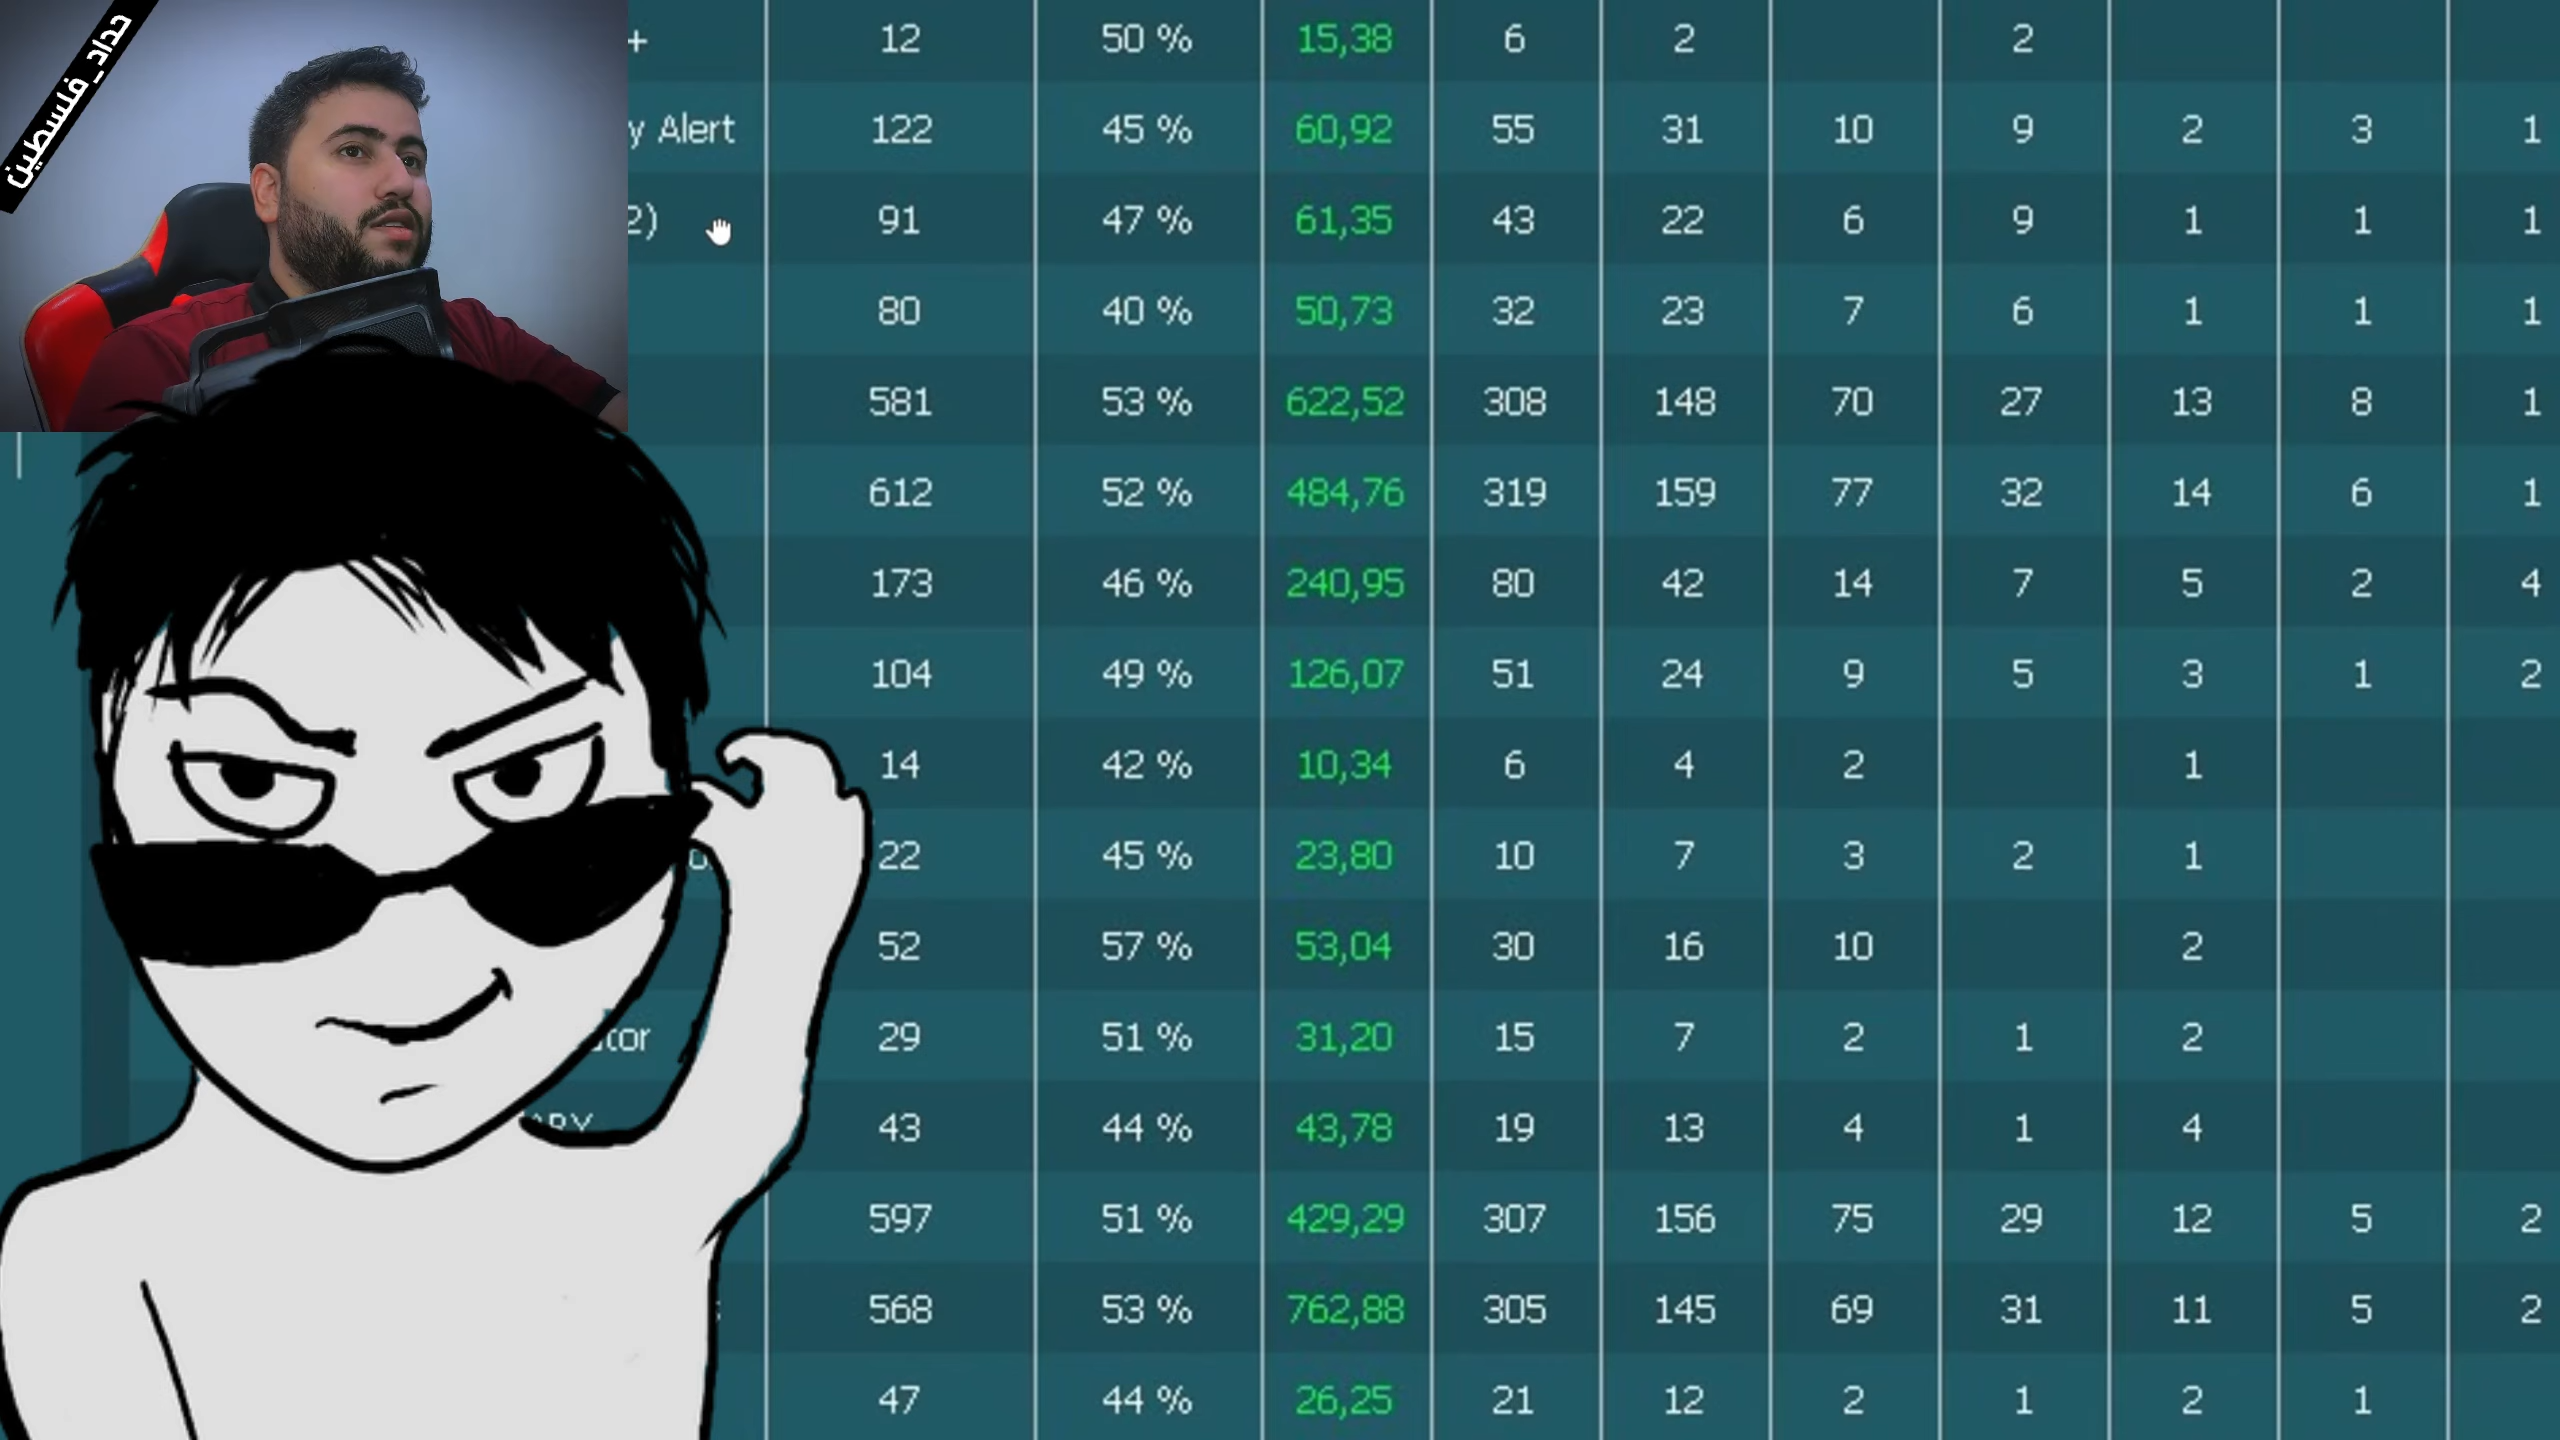 حداد_فلسطين
+ 12 50 % 15,38 6 2 2
y Alert 122 45 % 60,92 55 31 10 9 2 3 1
2) 91 47 % 61,35 43 22 6 9 1 1 1
80 40 % 50,73 32 23 7 6 1 1 1
581 53 % 622,52 308 148 70 27 13 8 1
612 52 % 484,76 319 159 77 32 14 6 1
173 46 % 240,95 80 42 14 7 5 2 4
104 49 % 126,07 51 24 9 5 3 1 2
14 42 % 10,34 6 4 2 1
22 45 % 23,80 10 7 3 2 1
52 57 % 53,04 30 16 10 2
tor 29 51 % 31,20 15 7 2 1 2
43 44 % 43,78 19 13 4 1 4
597 51 % 429,29 307 156 75 29 12 5 2
568 53 % 762,88 305 145 69 31 11 5 2
47 44 % 26,25 21 12 2 1 2 1